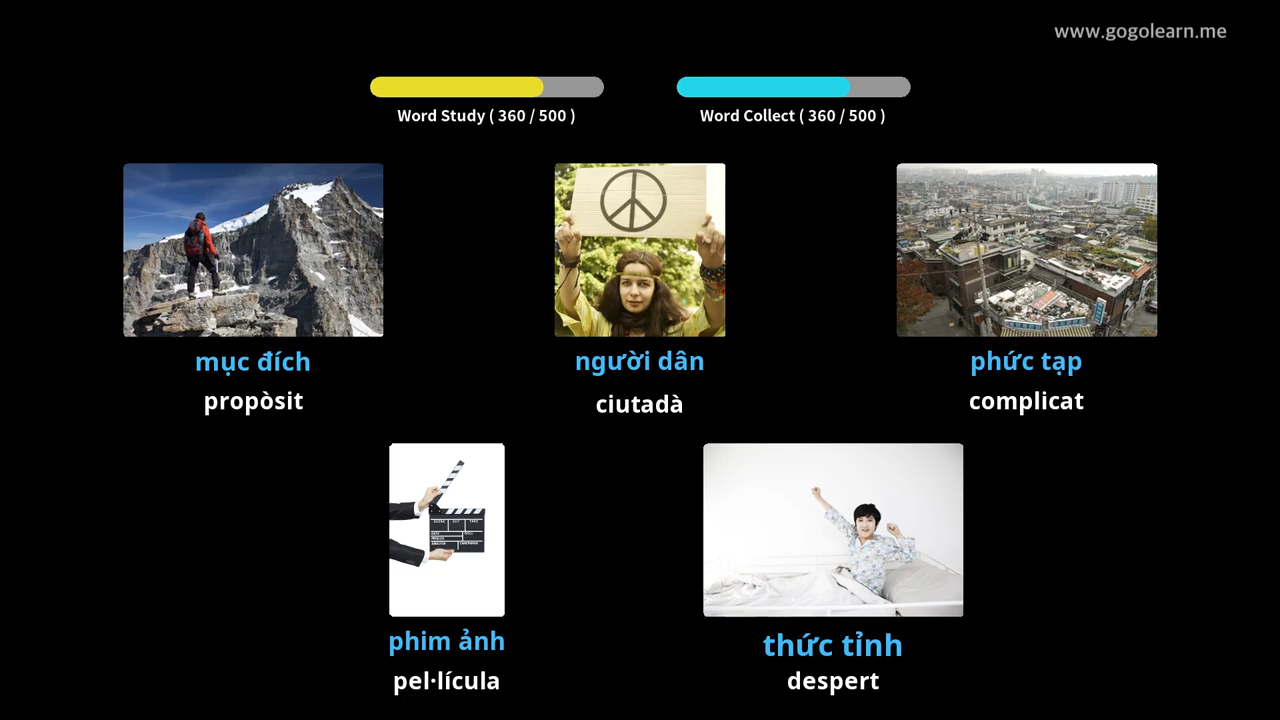 www.gogolearn.me
Word Study ( 360 / 500 )
Word Collect ( 360 / 500 )
mục đích
propòsit
người dân
ciutadà
phức tạp
complicat
phim ảnh
pel·lícula
thức tỉnh
despert